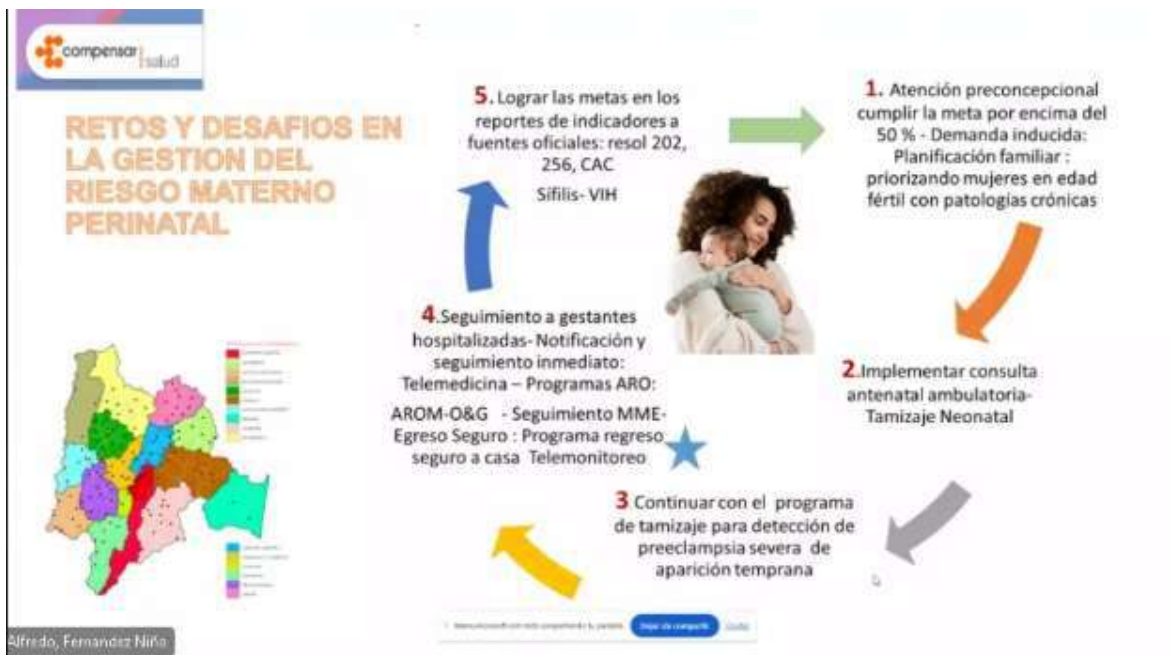 compensar salud
RETOS Y DESAFIOS EN
LA GESTION DEL
RIESGO MATERNO
PERINATAL
1. Atención preconcepcional
cumplir la meta por encima del
50 % - Demanda inducida:
Planificación familiar :
priorizando mujeres en edad
fértil con patologías crónicas
2.Implementar consulta
antenatal ambulatoria-
Tamizaje Neonatal
3 Continuar con el programa
de tamizaje para detección de
preeclampsia severa de
aparición temprana
4.Seguimiento a gestantes
hospitalizadas- Notificación y
seguimiento inmediato:
Telemedicina – Programas ARO:
AROM-O&G - Seguimiento MME-
Egreso Seguro : Programa regreso
seguro a casa Telemonitoreo
5. Lograr las metas en los
reportes de indicadores a
fuentes oficiales: resol 202,
256, CAC
Sífilis- VIH
Dejar de compartir
Alfredo, Fernandez Niño